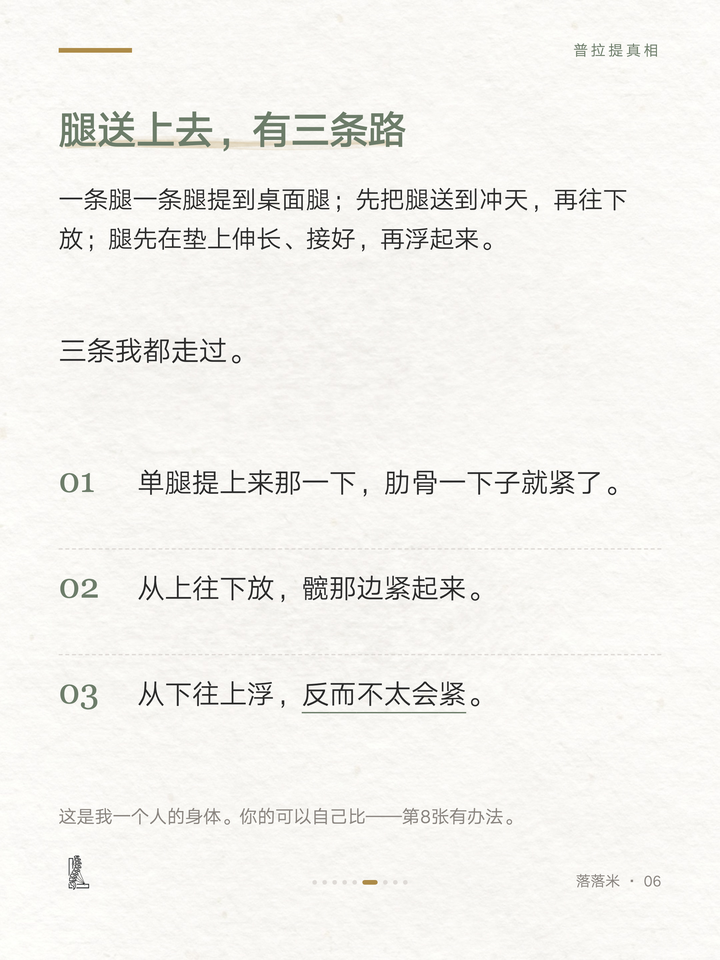 普拉提真相
腿送上去，有三条路
一条腿一条腿提到桌面腿；先把腿送到冲天，再往下
放；腿先在垫上伸长、接好，再浮起来。
三条我都走过。
01 单腿提上来那一下，肋骨一下子就紧了。
02 从上往下放，髋那边紧起来。
03 从下往上浮，反而不太会紧。
这是我一个人的身体。你的可以自己比——第8张有办法。
落落米 · 06